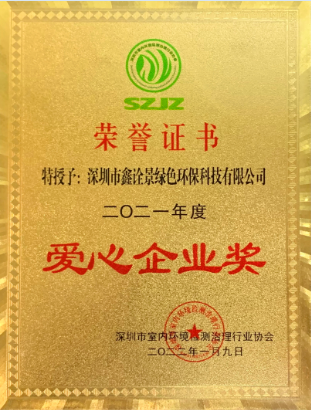 SZJZ
荣誉证书
特授予：深圳市鑫诠景绿色环保科技有限公司
二〇二一年度
爱心企业奖
深圳市室内环境检测治理行业协会
二〇二二年一月九日